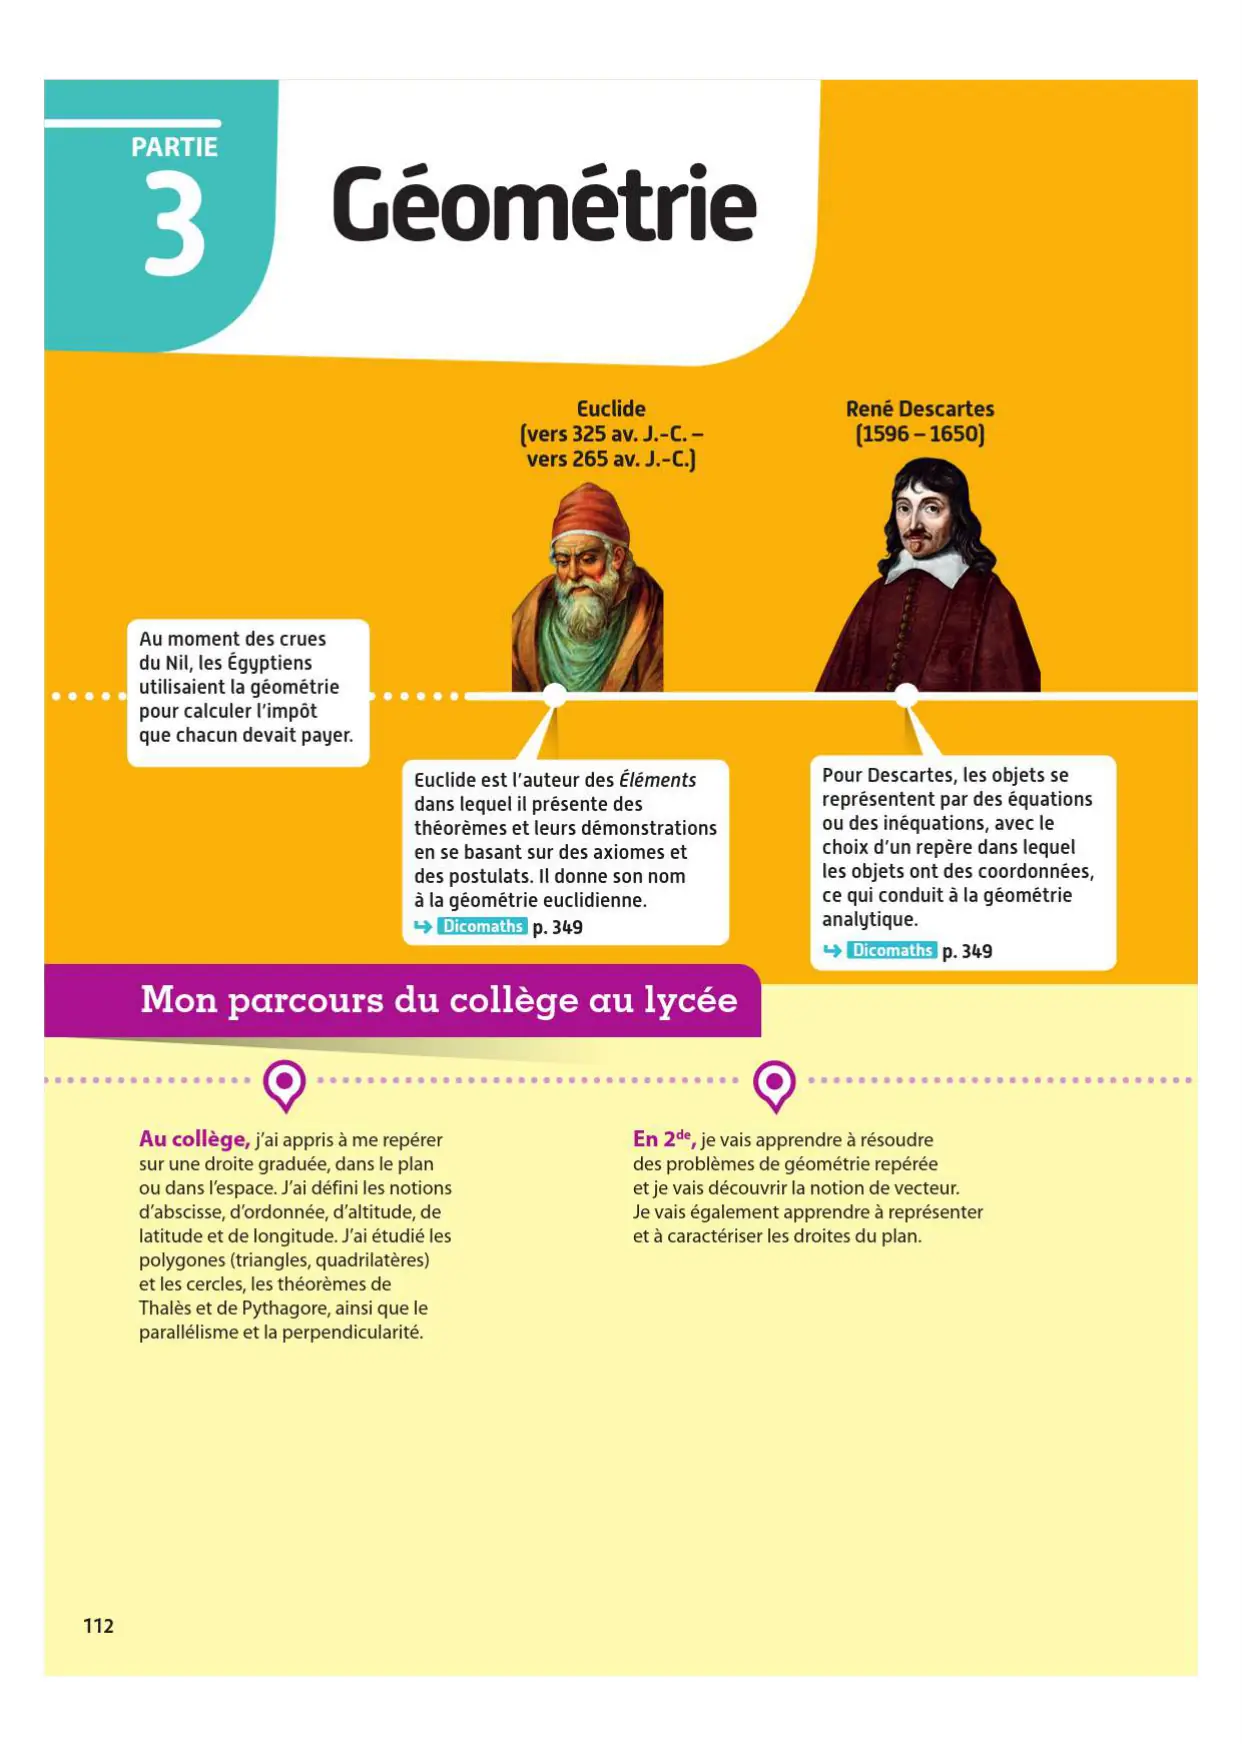 PARTIE
3
Géométrie
Euclide
(vers 325 av. J.-C. –
vers 265 av. J.-C.)
René Descartes
(1596 – 1650)
Au moment des crues
du Nil, les Égyptiens
utilisaient la géométrie
pour calculer l'impôt
que chacun devait payer.
Euclide est l'auteur des Éléments
dans lequel il présente des
théorèmes et leurs démonstrations
en se basant sur des axiomes et
des postulats. Il donne son nom
à la géométrie euclidienne.
Dicomaths p. 349
Pour Descartes, les objets se
représentent par des équations
ou des inéquations, avec le
choix d'un repère dans lequel
les objets ont des coordonnées,
ce qui conduit à la géométrie
analytique.
Dicomaths p. 349
Mon parcours du collège au lycée
Au collège, j'ai appris à me repérer
sur une droite graduée, dans le plan
ou dans l'espace. J'ai défini les notions
d'abscisse, d'ordonnée, d'altitude, de
latitude et de longitude. J'ai étudié les
polygones (triangles, quadrilatères)
et les cercles, les théorèmes de
Thalès et de Pythagore, ainsi que le
parallélisme et la perpendicularité.
En 2de, je vais apprendre à résoudre
des problèmes de géométrie repérée
et je vais découvrir la notion de vecteur.
Je vais également apprendre à représenter
et à caractériser les droites du plan.
112